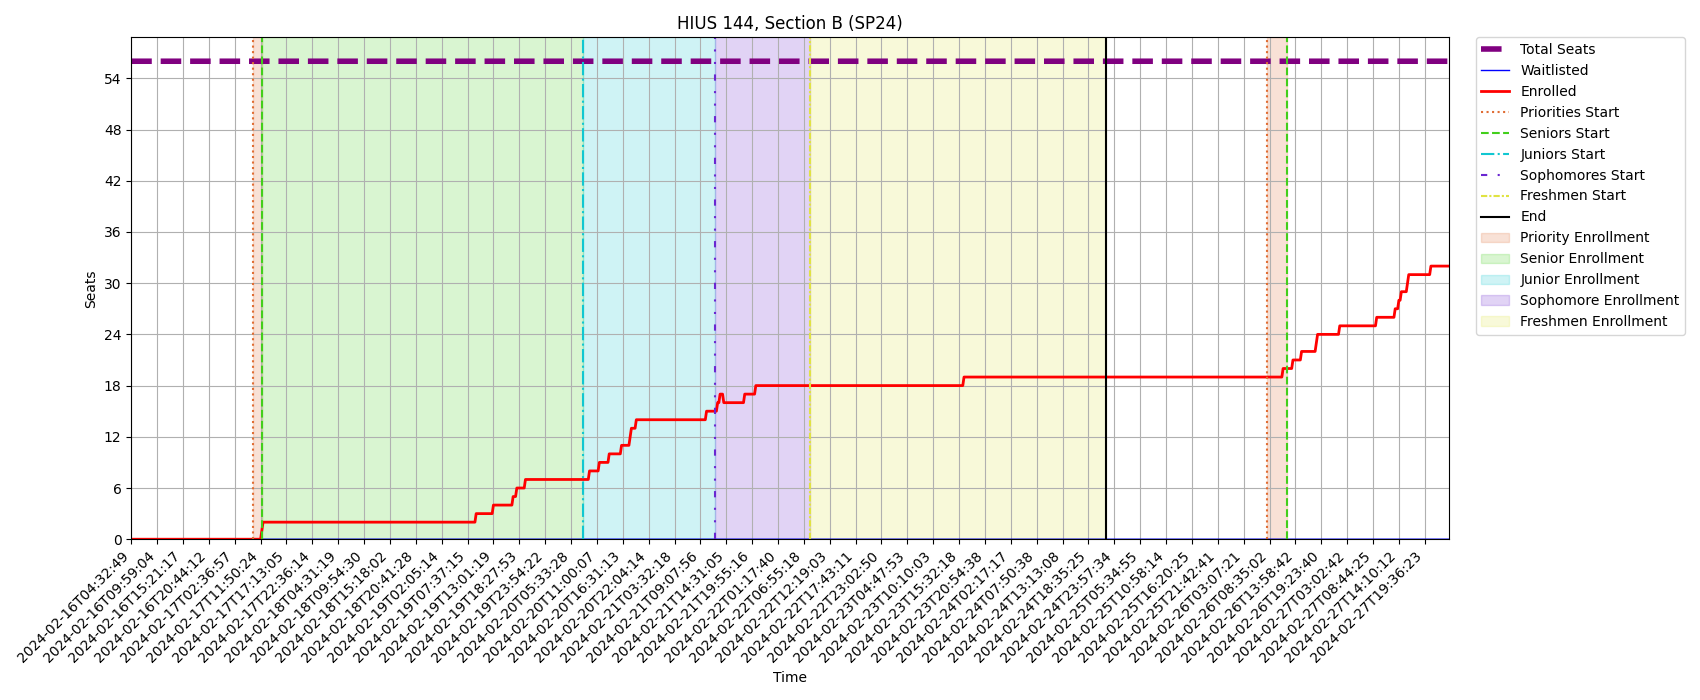 HIUS 144, Section B (SP24)
Total Seats
Waitlisted
Enrolled
Priorities Start
Seniors Start
Juniors Start
Sophomores Start
Freshmen Start
End
Priority Enrollment
Senior Enrollment
Junior Enrollment
Sophomore Enrollment
Freshmen Enrollment
Seats
54
48
42
36
30
24
18
12
6
0
2024-02-16T04:32:49
2024-02-16T09:59:04
2024-02-16T15:21:17
2024-02-16T20:44:12
2024-02-17T02:36:57
2024-02-17T11:50:24
2024-02-17T17:13:05
2024-02-17T22:36:14
2024-02-18T04:31:19
2024-02-18T09:54:30
2024-02-18T15:18:02
2024-02-18T20:41:28
2024-02-19T02:05:14
2024-02-19T07:37:15
2024-02-19T13:01:19
2024-02-19T18:27:53
2024-02-19T23:54:22
2024-02-20T05:33:28
2024-02-20T11:00:07
2024-02-20T16:31:13
2024-02-20T22:04:14
2024-02-21T03:32:18
2024-02-21T09:07:56
2024-02-21T14:31:05
2024-02-21T19:55:16
2024-02-22T01:17:40
2024-02-22T06:55:18
2024-02-22T12:19:03
2024-02-22T17:43:11
2024-02-22T23:02:50
2024-02-23T04:47:53
2024-02-23T10:10:03
2024-02-23T15:32:18
2024-02-23T20:54:38
2024-02-24T02:17:17
2024-02-24T07:50:38
2024-02-24T13:13:08
2024-02-24T18:35:25
2024-02-24T23:57:34
2024-02-25T05:34:55
2024-02-25T10:58:14
2024-02-25T16:20:25
2024-02-25T21:42:41
2024-02-26T03:07:21
2024-02-26T08:35:02
2024-02-26T13:58:42
2024-02-26T19:23:40
2024-02-27T03:02:42
2024-02-27T08:44:25
2024-02-27T14:10:12
2024-02-27T19:36:23
Time